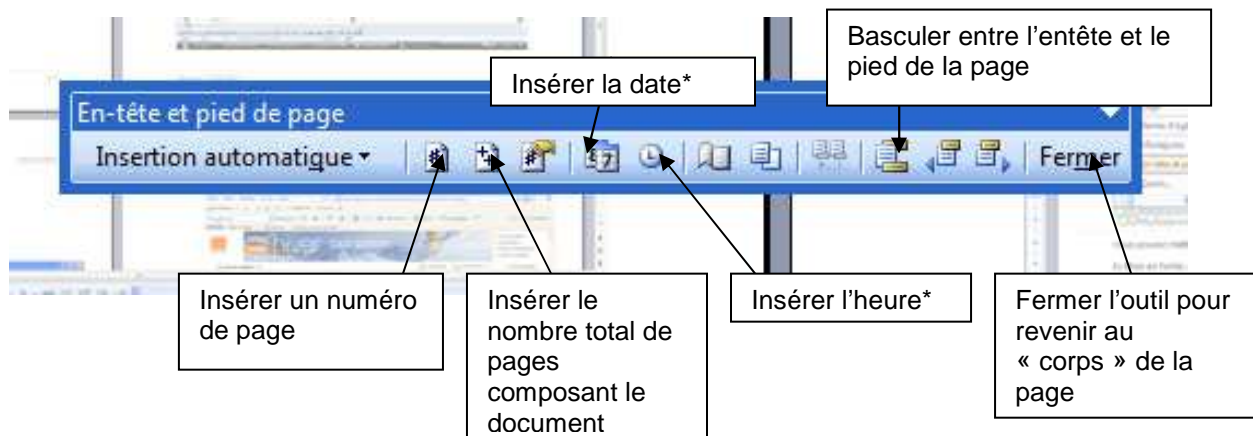 Basculer entre l’entête et le
pied de la page
Insérer la date*
En-tête et pied de page
Insertion automatique
Fermer
Insérer un numéro
de page
Insérer le
nombre total de
pages
composant le
document
Insérer l’heure*
Fermer l’outil pour
revenir au
« corps » de la
page